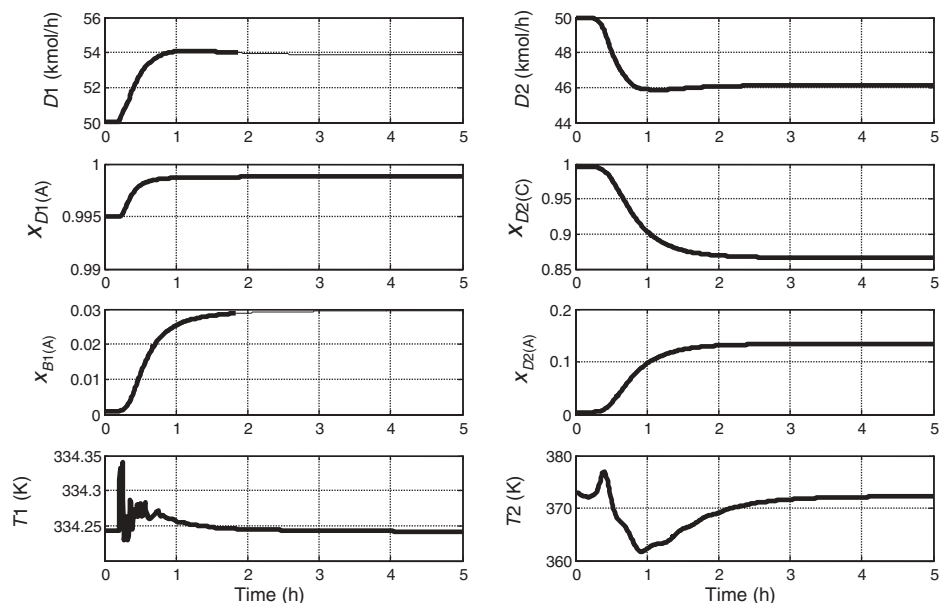 56
54
52
50
D1 (kmol/h)
0 1 2 3 4 5
50
48
46
44
D2 (kmol/h)
0 1 2 3 4 5
1
0.995
0.99
xD1(A)
0 1 2 3 4 5
1
0.95
0.9
0.85
xD2(C)
0 1 2 3 4 5
0.03
0.02
0.01
0
xB1(A)
0 1 2 3 4 5
0.2
0.1
0
xD2(A)
0 1 2 3 4 5
334.35
334.3
334.25
T1 (K)
0 1 2 3 4 5
Time (h)
380
370
360
T2 (K)
0 1 2 3 4 5
Time (h)